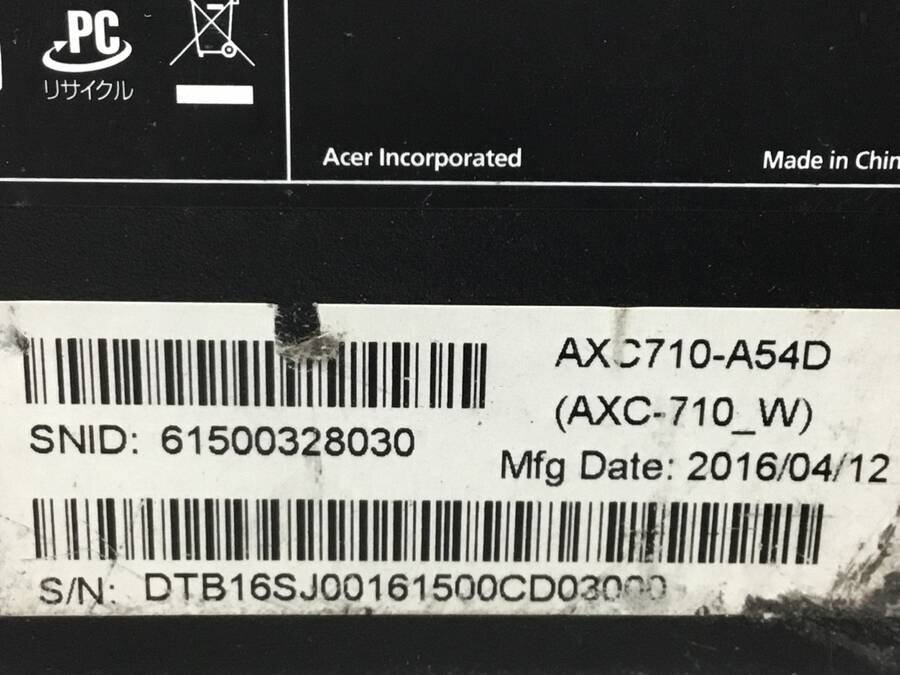 PC
リサイクル
Acer Incorporated
Made in Chin
AXC710-A54D
(AXC-710_W)
SNID: 61500328030
Mfg Date: 2016/04/12
S/N: DTB16SJ00161500CD03000